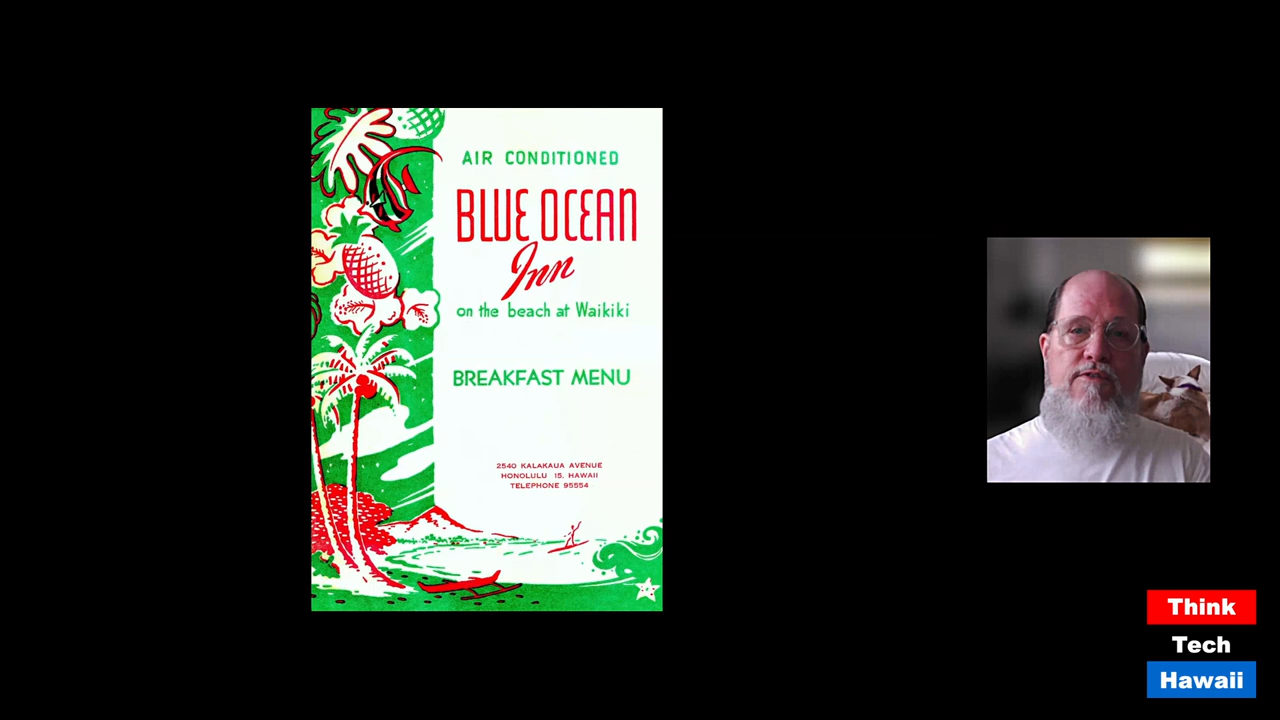 AIR CONDITIONED
BLUE OCEAN
Inn
on the beach at Waikiki
BREAKFAST MENU
2540 KALAKAUA AVENUE
HONOLULU 15, HAWAII
TELEPHONE 95554
Think
Tech
Hawaii